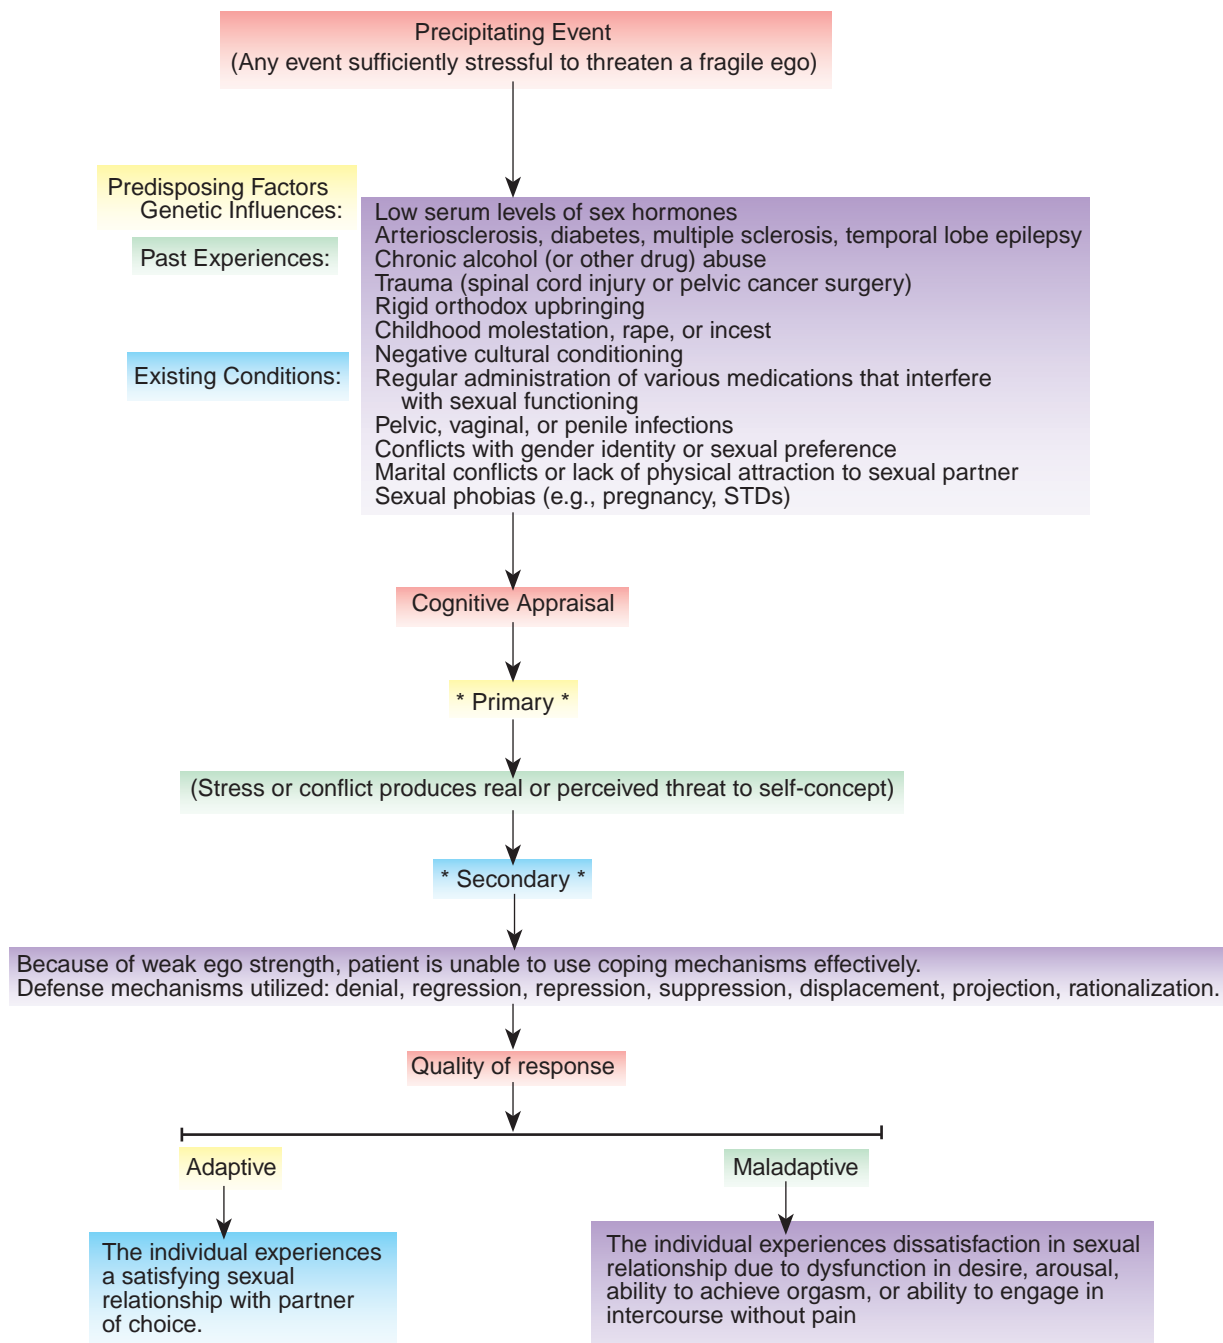 Precipitating Event
(Any event sufficiently stressful to threaten a fragile ego)
Predisposing Factors
Genetic Influences:
Low serum levels of sex hormones
Arteriosclerosis, diabetes, multiple sclerosis, temporal lobe epilepsy
Past Experiences:
Chronic alcohol (or other drug) abuse
Trauma (spinal cord injury or pelvic cancer surgery)
Rigid orthodox upbringing
Childhood molestation, rape, or incest
Negative cultural conditioning
Existing Conditions:
Regular administration of various medications that interfere
with sexual functioning
Pelvic, vaginal, or penile infections
Conflicts with gender identity or sexual preference
Marital conflicts or lack of physical attraction to sexual partner
Sexual phobias (e.g., pregnancy, STDs)
Cognitive Appraisal
* Primary *
(Stress or conflict produces real or perceived threat to self-concept)
* Secondary *
Because of weak ego strength, patient is unable to use coping mechanisms effectively.
Defense mechanisms utilized: denial, regression, repression, suppression, displacement, projection, rationalization.
Quality of response
Adaptive
Maladaptive
The individual experiences
a satisfying sexual
relationship with partner
of choice.
The individual experiences dissatisfaction in sexual
relationship due to dysfunction in desire, arousal,
ability to achieve orgasm, or ability to engage in
intercourse without pain